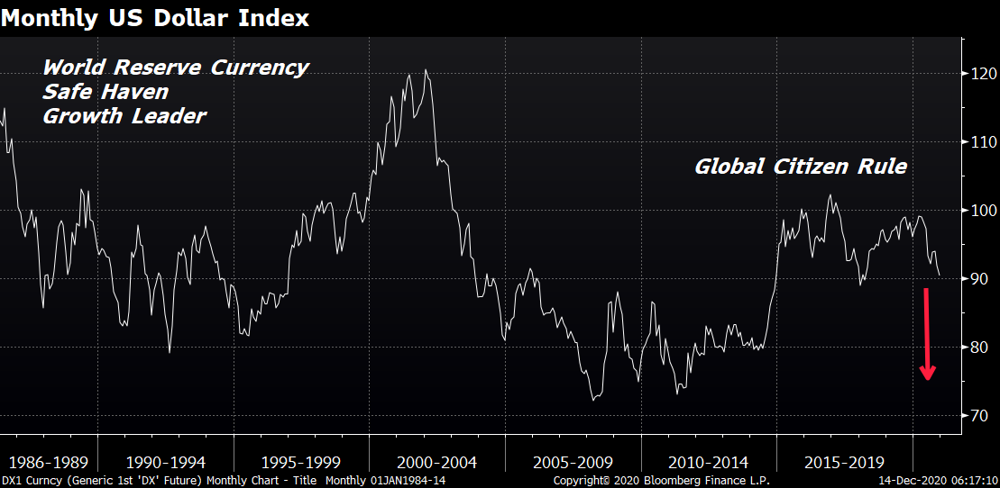 Monthly US Dollar Index
World Reserve Currency
Safe Haven
Growth Leader
Global Citizen Rule
120
110
100
90
80
70
1986-1989 1990-1994 1995-1999 2000-2004 2005-2009 2010-2014 2015-2019
DX1 Curncy (Generic 1st 'DX' Future) Monthly Chart - Title Monthly 01JAN1984-14 Copyright© 2020 Bloomberg Finance L.P. 14-Dec-2020 06:17:10